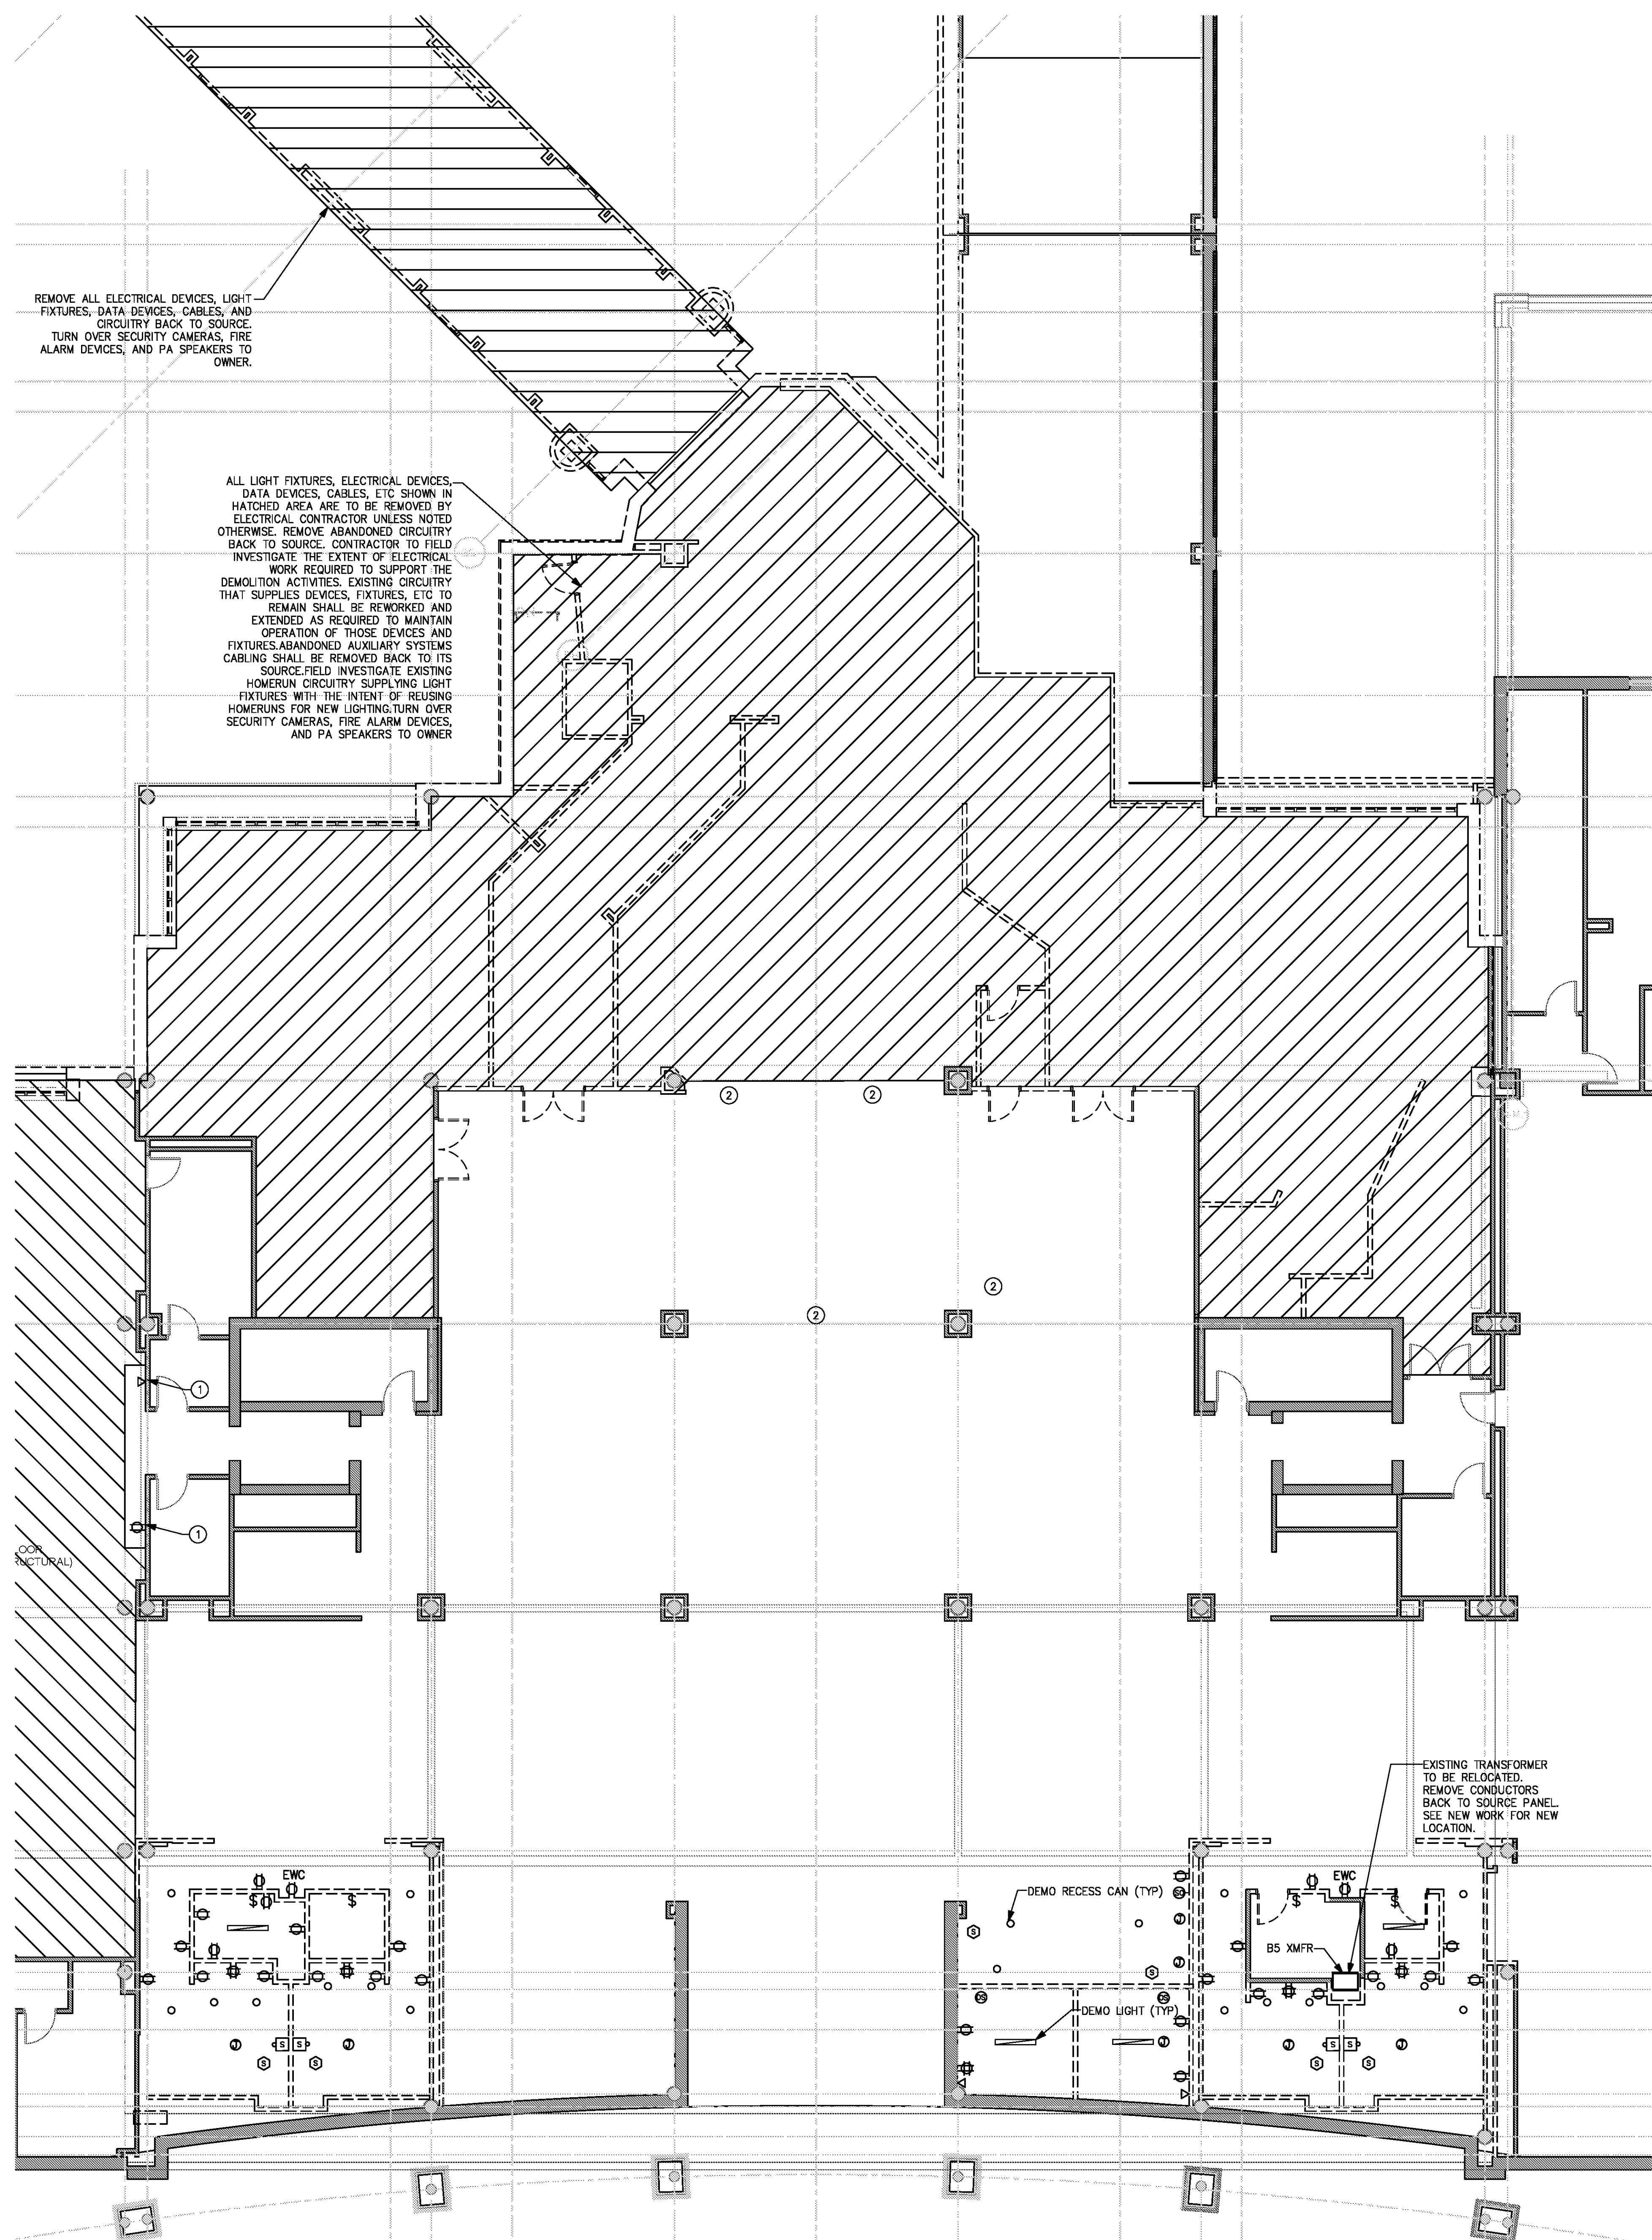 REMOVE ALL ELECTRICAL DEVICES, LIGHT
FIXTURES, DATA DEVICES, CABLES, AND
CIRCUITRY BACK TO SOURCE.
TURN OVER SECURITY CAMERAS, FIRE
ALARM DEVICES, AND PA SPEAKERS TO
OWNER.
ALL LIGHT FIXTURES, ELECTRICAL DEVICES,
DATA DEVICES, CABLES, ETC SHOWN IN
HATCHED AREA ARE TO BE REMOVED BY
ELECTRICAL CONTRACTOR UNLESS NOTED
OTHERWISE. REMOVE ABANDONED CIRCUITRY
BACK TO SOURCE. CONTRACTOR TO FIELD
INVESTIGATE THE EXTENT OF ELECTRICAL
WORK REQUIRED TO SUPPORT THE
DEMOLITION ACTIVITIES. EXISTING CIRCUITRY
THAT SUPPLIES DEVICES, FIXTURES, ETC TO
REMAIN SHALL BE REWORKED AND
EXTENDED AS REQUIRED TO MAINTAIN
OPERATION OF THOSE DEVICES AND
FIXTURES.ABANDONED AUXILIARY SYSTEMS
CABLING SHALL BE REMOVED BACK TO ITS
SOURCE.FIELD INVESTIGATE EXISTING
HOMERUN CIRCUITRY SUPPLYING LIGHT
FIXTURES WITH THE INTENT OF REUSING
HOMERUNS FOR NEW LIGHTING.TURN OVER
SECURITY CAMERAS, FIRE ALARM DEVICES,
AND PA SPEAKERS TO OWNER
2
2
2
2
1
1
OOR
RUCTURAL)
EXISTING TRANSFORMER
TO BE RELOCATED.
REMOVE CONDUCTORS
BACK TO SOURCE PANEL.
SEE NEW WORK FOR NEW
LOCATION.
EWC
$
$
DEMO RECESS CAN (TYP)
SD
J
S
J
S
DS
DS
DEMO LIGHT (TYP)
J
EWC
$
$
B5 XMFR
J
S
S
J
S
S
J
S
S
J
S
S